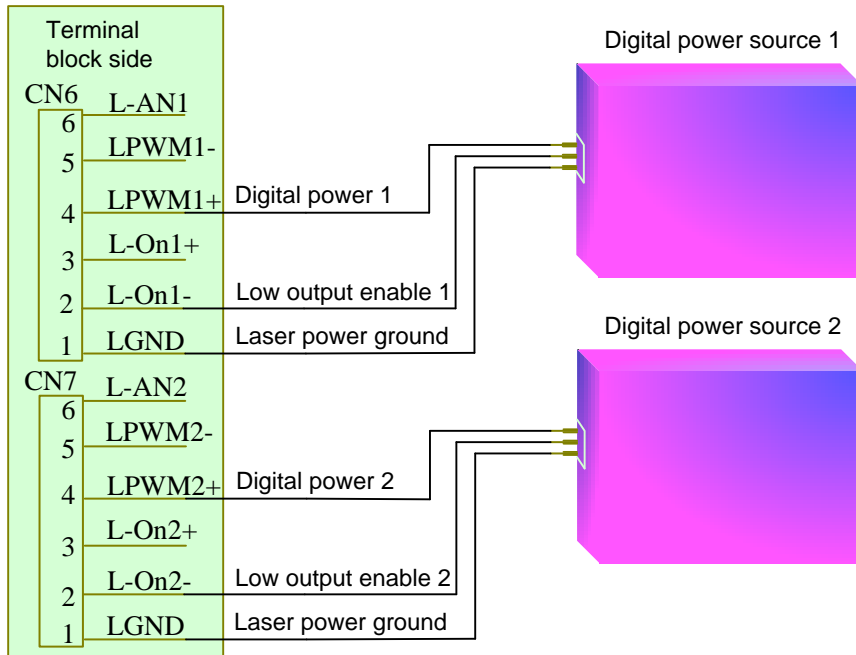 Terminal
block side
CN6
6 L-AN1
5 LPWM1-
4 LPWM1+ Digital power 1
3 L-On1+
2 L-On1- Low output enable 1
1 LGND Laser power ground
Digital power source 1
CN7
6 L-AN2
5 LPWM2-
4 LPWM2+ Digital power 2
3 L-On2+
2 L-On2- Low output enable 2
1 LGND Laser power ground
Digital power source 2